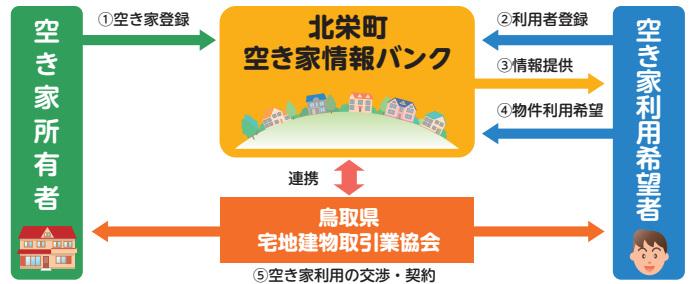 空き家所有者
①空き家登録
北栄町
空き家情報バンク
②利用者登録
③情報提供
④物件利用希望
空き家利用希望者
連携
鳥取県
宅地建物取引業協会
⑤空き家利用の交渉・契約